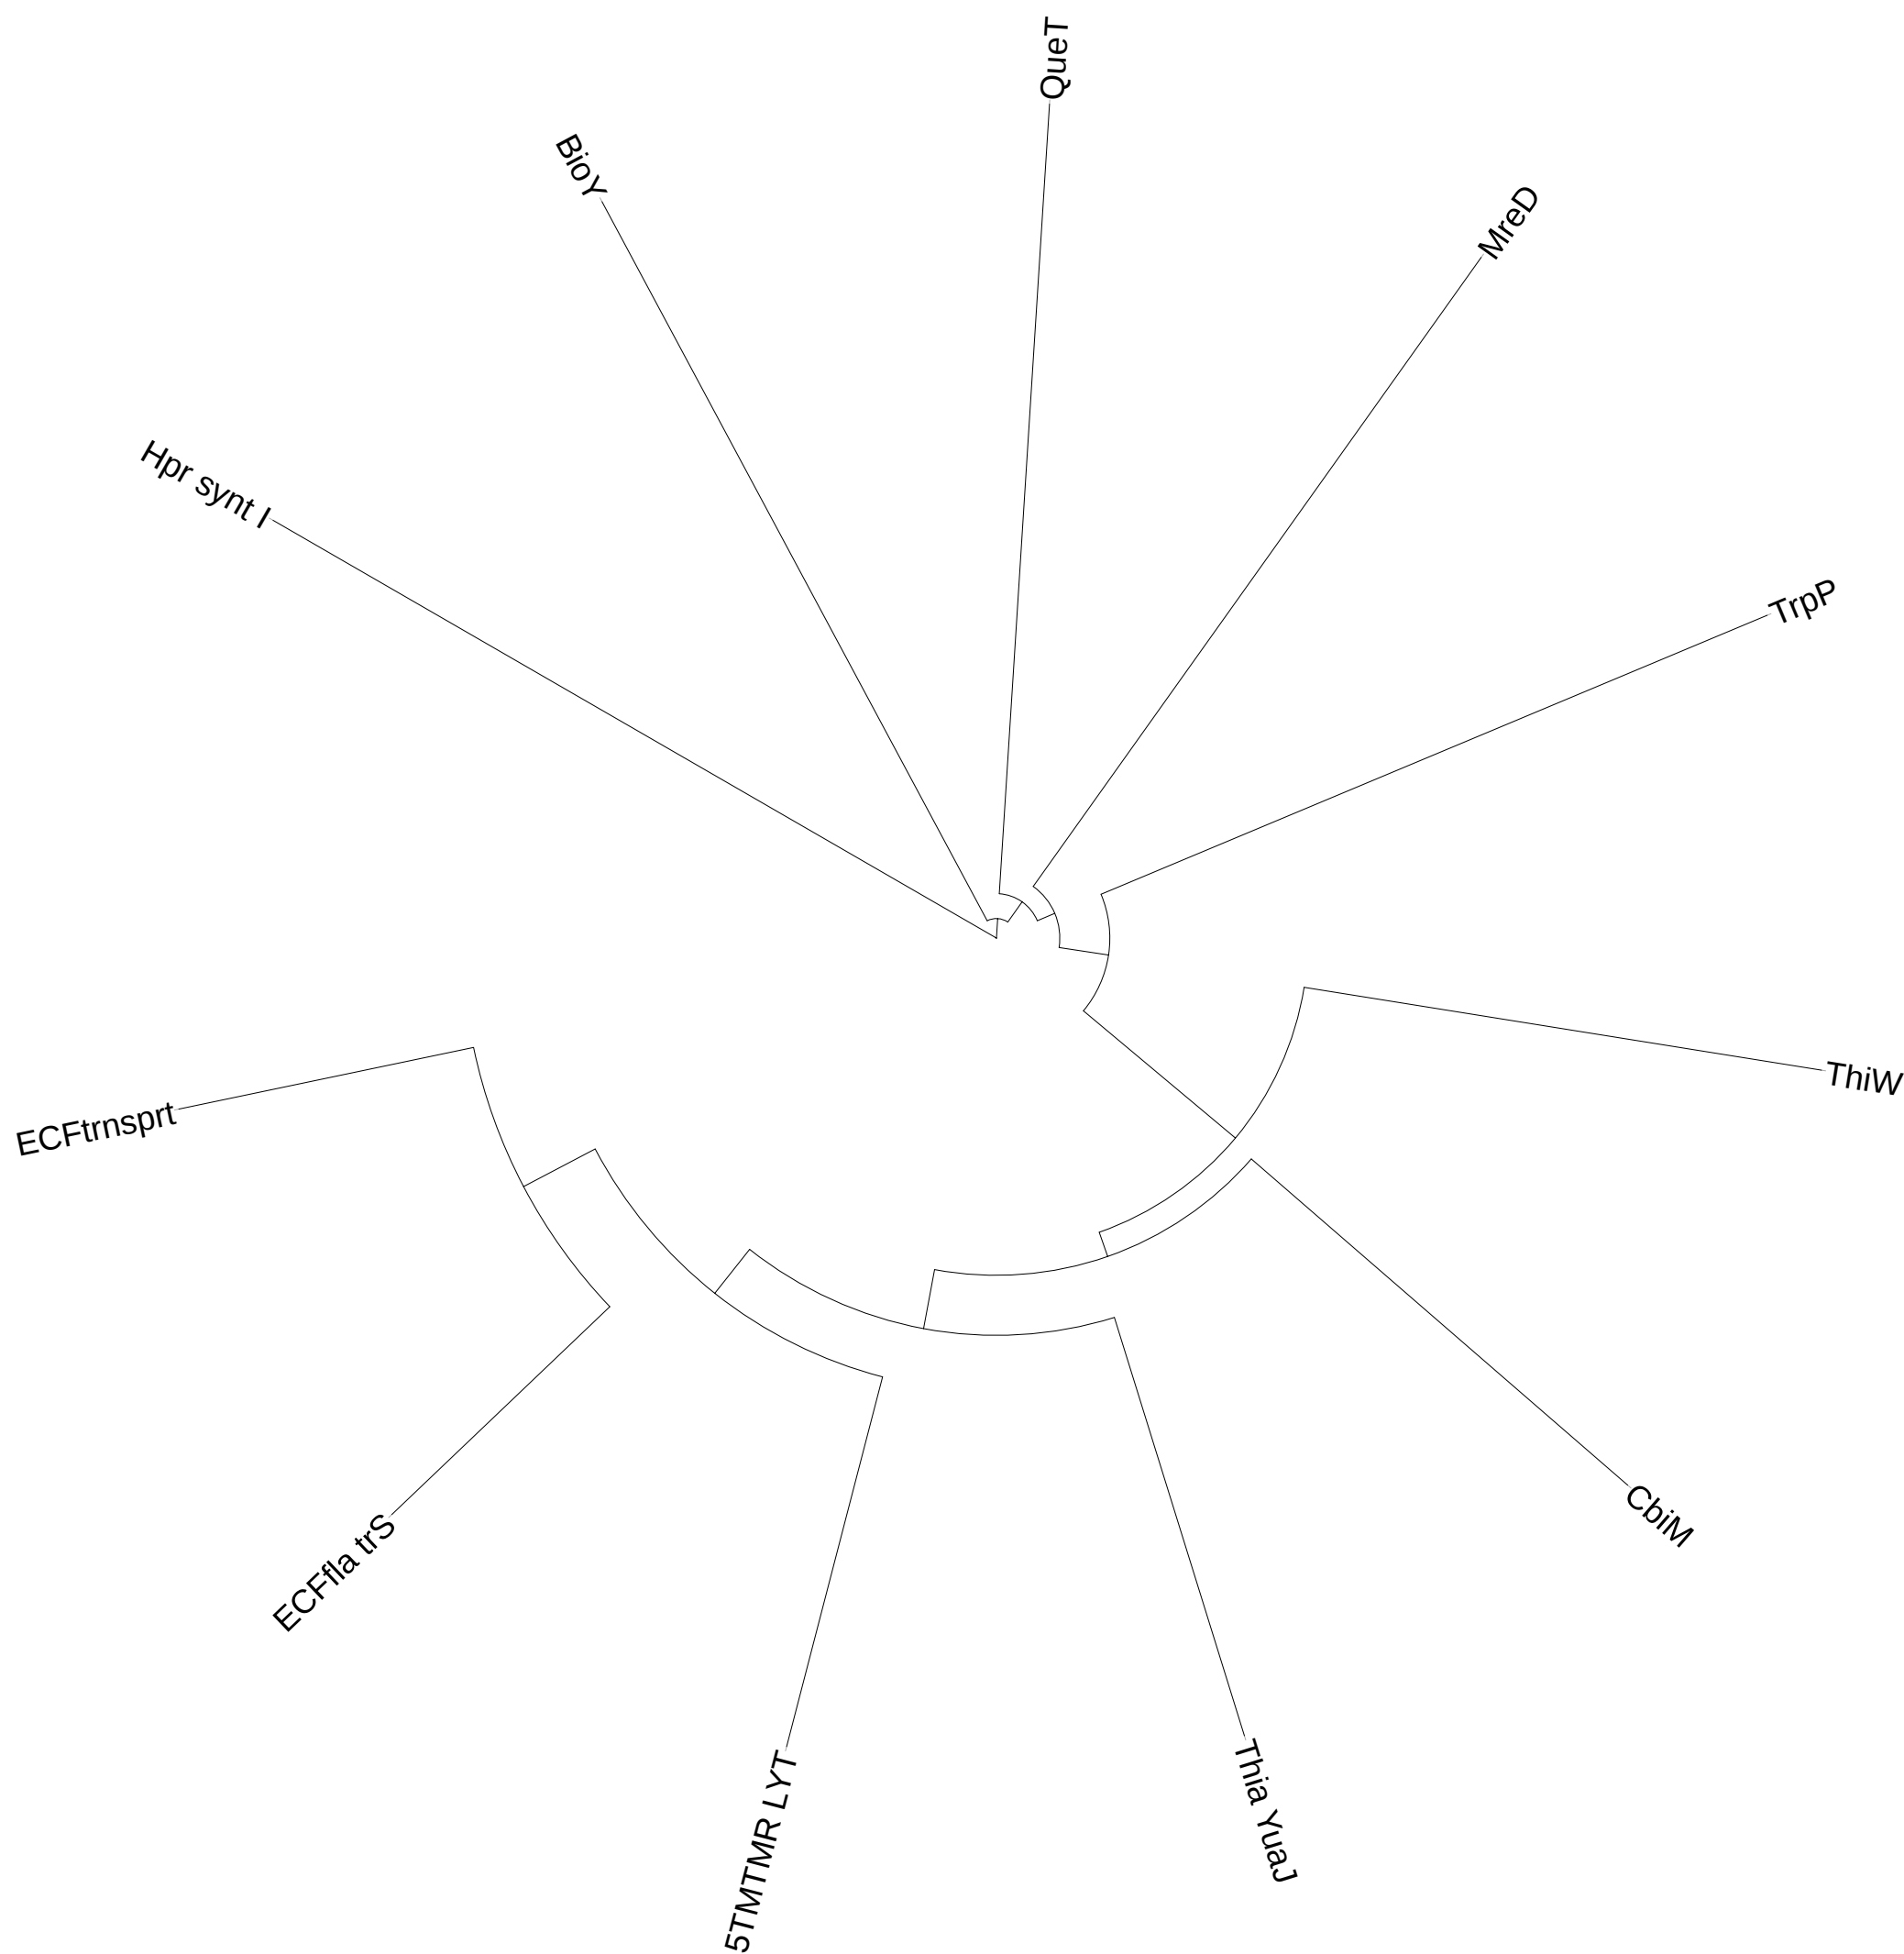 QueT
BioY
MreD
Hpr synt I
TrpP
ThiW
ECFtrnsprt
CbiM
ECFfla trS
Thia YuaJ
5TMTMR LYT